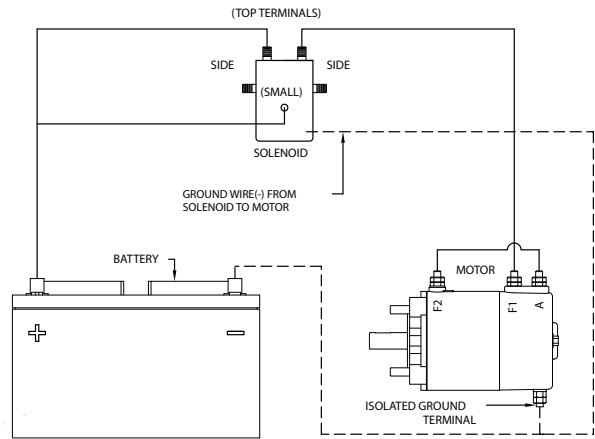 (TOP TERMINALS)
SIDE
SIDE
(SMALL)
SOLENOID
GROUND WIRE(-) FROM
SOLENOID TO MOTOR
BATTERY
MOTOR
F2
F1
A
+
−
ISOLATED GROUND
TERMINAL